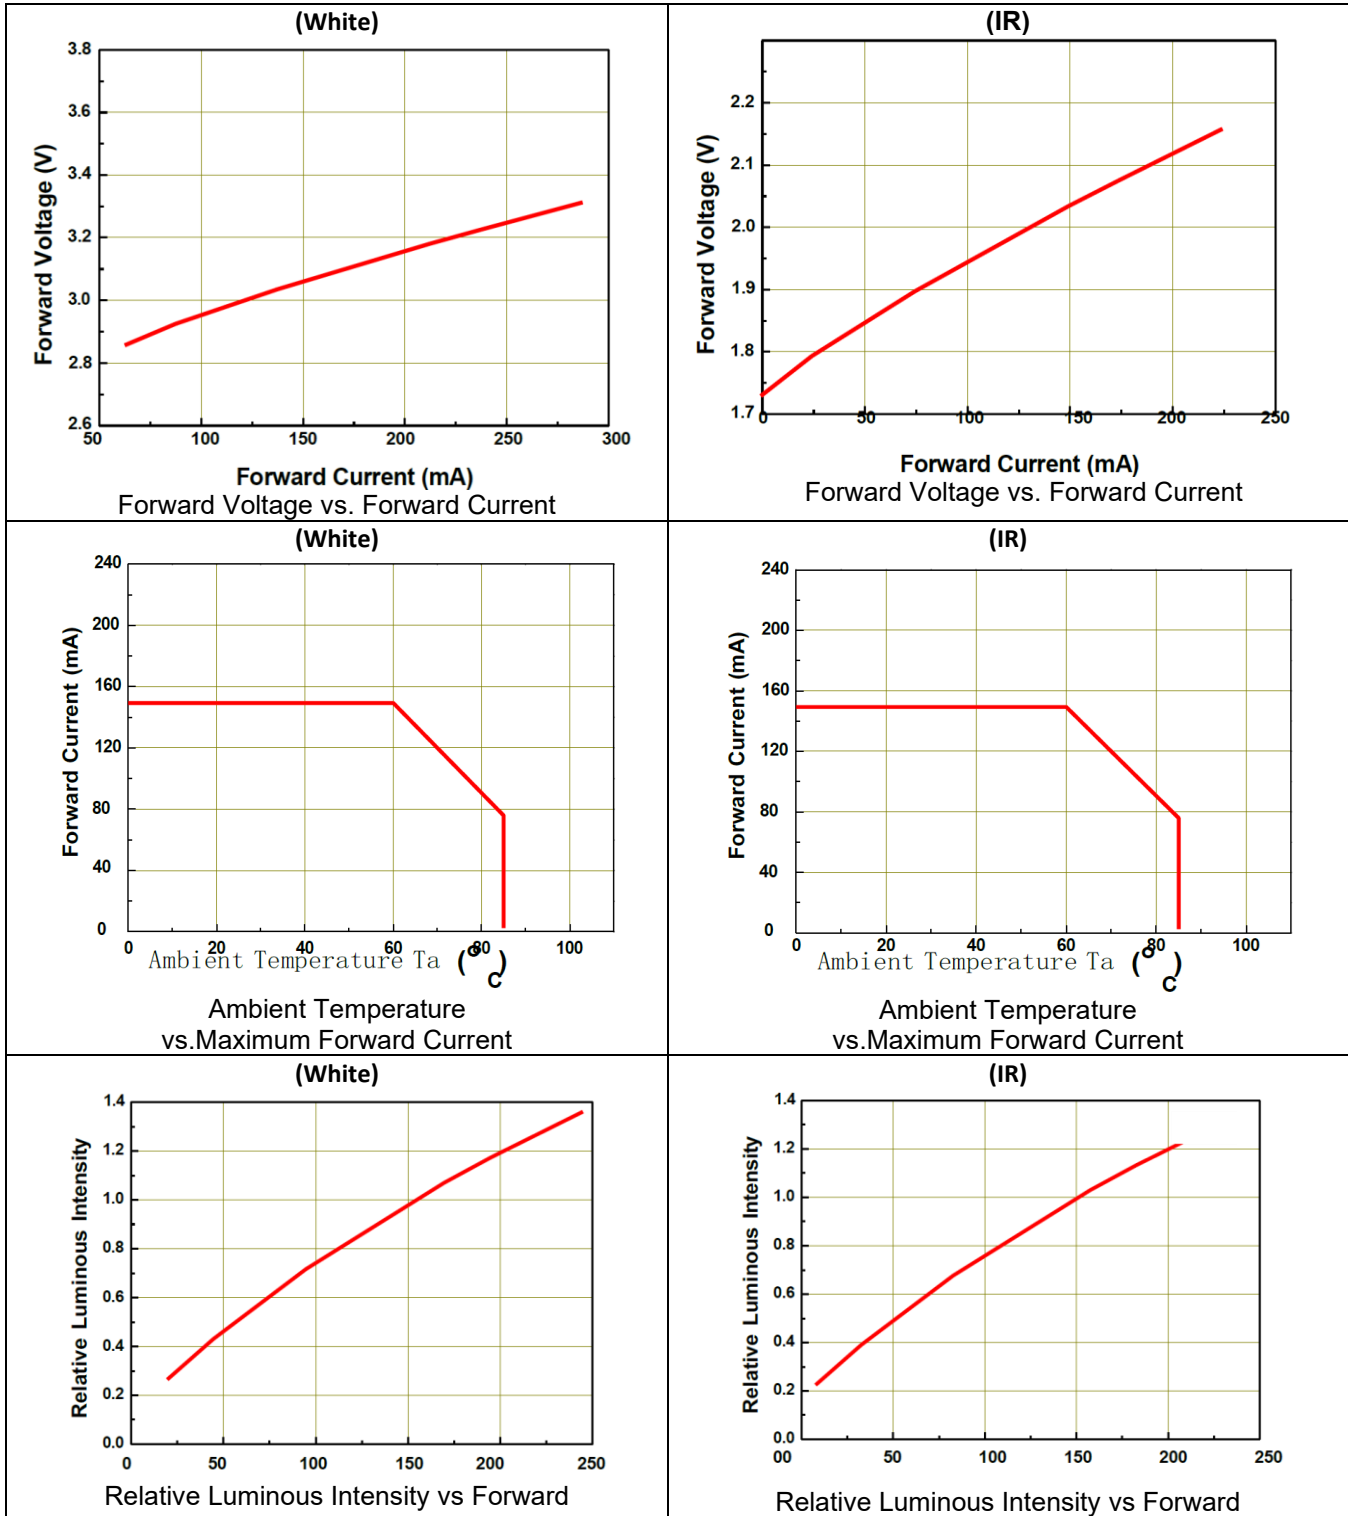 (White)
3.8
3.6
3.4
3.2
3.0
2.8
2.6
Forward Voltage (V)
50 100 150 200 250 300
Forward Current (mA)
Forward Voltage vs. Forward Current
(IR)
2.2
2.1
2.0
1.9
1.8
1.7
Forward Voltage (V)
0 50 100 150 200 250
Forward Current (mA)
Forward Voltage vs. Forward Current
(White)
240
200
160
120
80
40
0
Forward Current (mA)
0 20 40 60 80 100
Ambient Temperature Ta (°C)
Ambient Temperature
vs.Maximum Forward Current
(IR)
240
200
160
120
80
40
0
Forward Current (mA)
0 20 40 60 80 100
Ambient Temperature Ta (°C)
Ambient Temperature
vs.Maximum Forward Current
(White)
1.4
1.2
1.0
0.8
0.6
0.4
0.2
0.0
Relative Luminous Intensity
0 50 100 150 200 250
Relative Luminous Intensity vs Forward
(IR)
1.4
1.2
1.0
0.8
0.6
0.4
0.2
0.0
Relative Luminous Intensity
00 50 100 150 200 250
Relative Luminous Intensity vs Forward